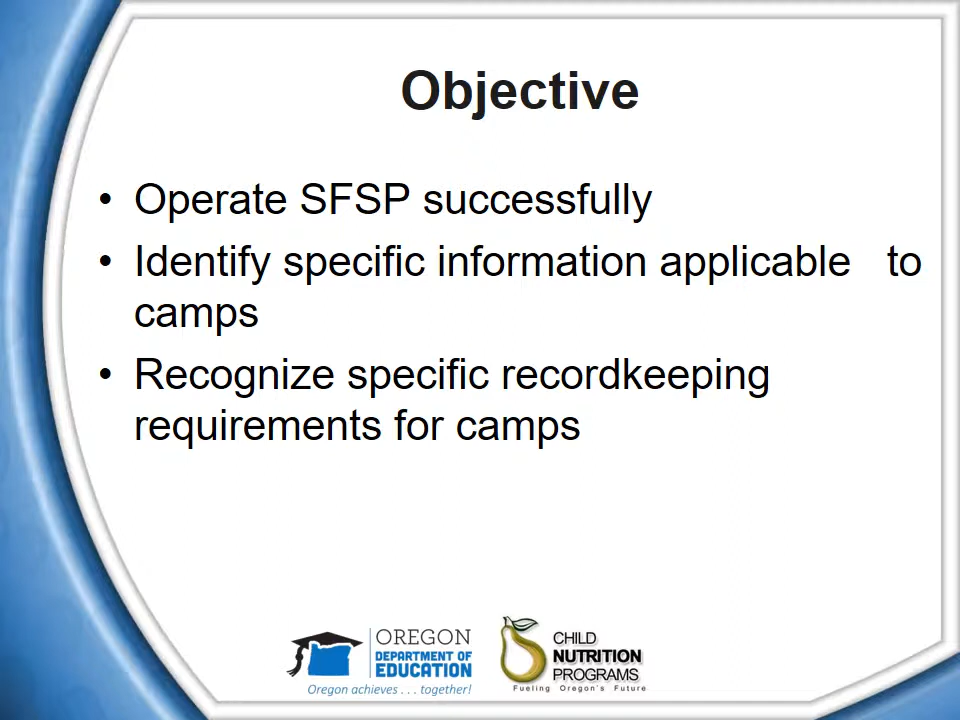 Objective
• Operate SFSP successfully
• Identify specific information applicable to
camps
• Recognize specific recordkeeping
requirements for camps
OREGON
DEPARTMENT OF
EDUCATION
Oregon achieves . . . together!
CHILD
NUTRITION
PROGRAMS
Fueling Oregon's Future